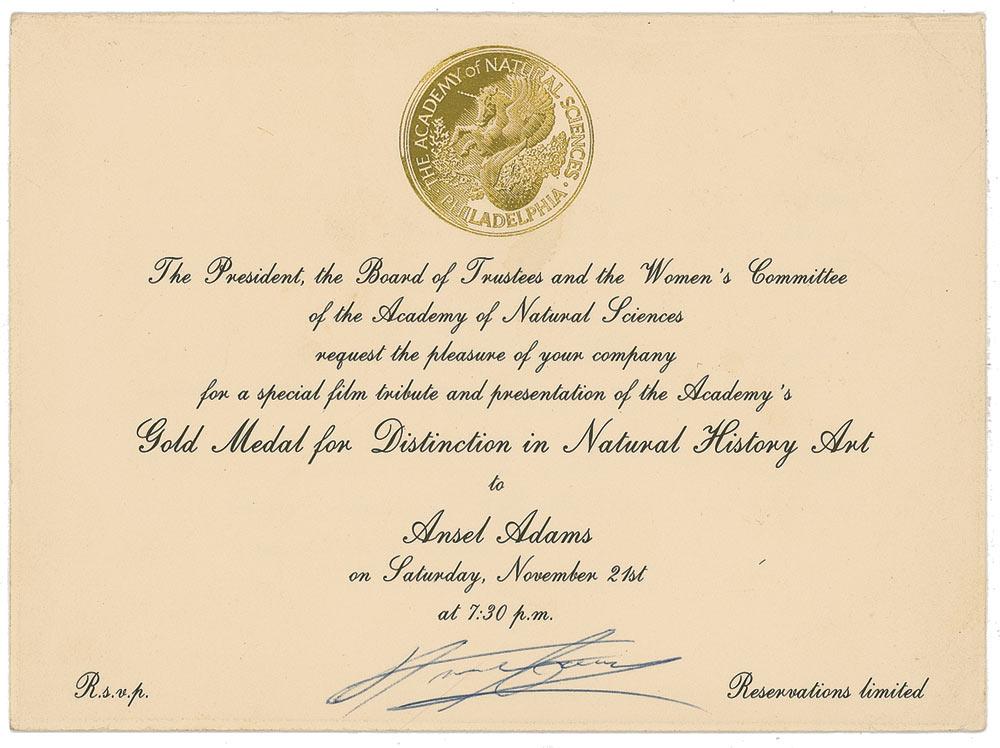 THE ACADEMY of NATURAL SCIENCES · PHILADELPHIA ·
The President, the Board of Trustees and the Women's Committee
of the Academy of Natural Sciences
request the pleasure of your company
for a special film tribute and presentation of the Academy's
Gold Medal for Distinction in Natural History Art
to
Ansel Adams
on Saturday, November 21st
at 7:30 p.m.
R.s.v.p.
Reservations limited